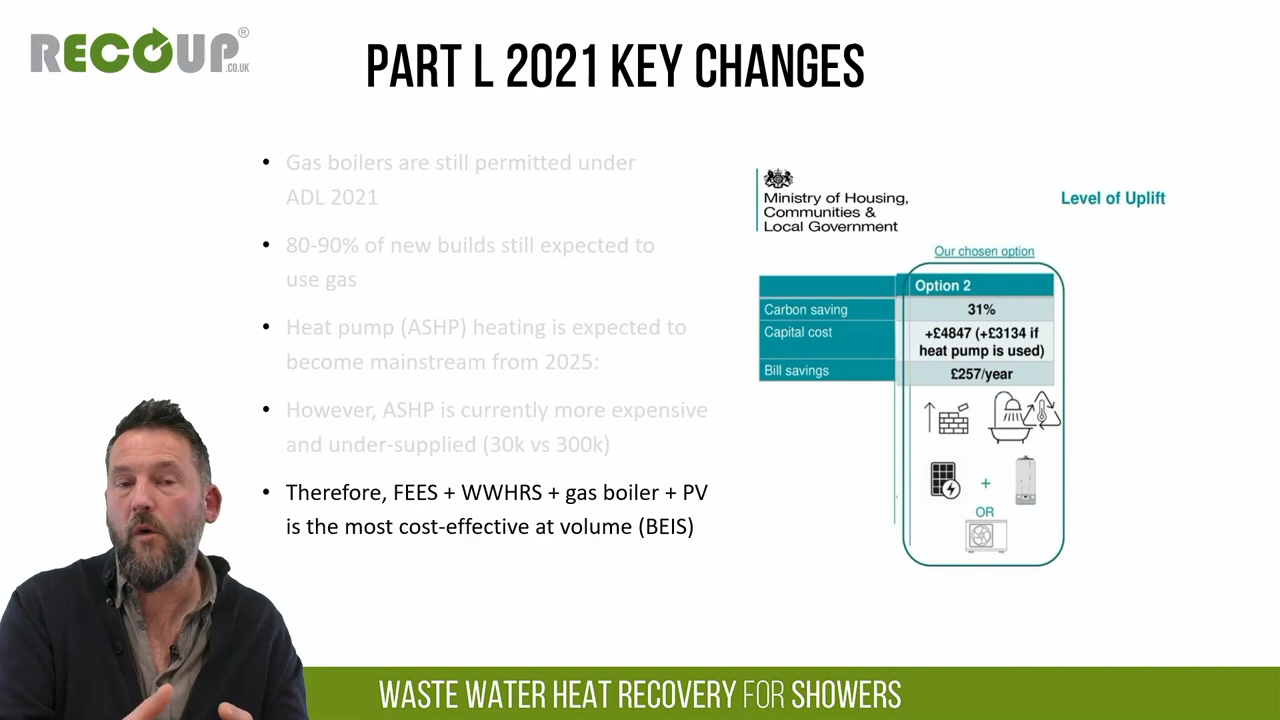 RECOUP®
.CO.UK
PART L 2021 KEY CHANGES
• Gas boilers are still permitted under
ADL 2021
• 80-90% of new builds still expected to
use gas
• Heat pump (ASHP) heating is expected to
become mainstream from 2025:
• However, ASHP is currently more expensive
and under-supplied (30k vs 300k)
• Therefore, FEES + WWHRS + gas boiler + PV
is the most cost-effective at volume (BEIS)
Ministry of Housing,
Communities &
Local Government
Level of Uplift
Our chosen option
Option 2
Carbon saving 31%
Capital cost +£4847 (+£3134 if
heat pump is used)
Bill savings £257/year
+
OR
WASTE WATER HEAT RECOVERY FOR SHOWERS